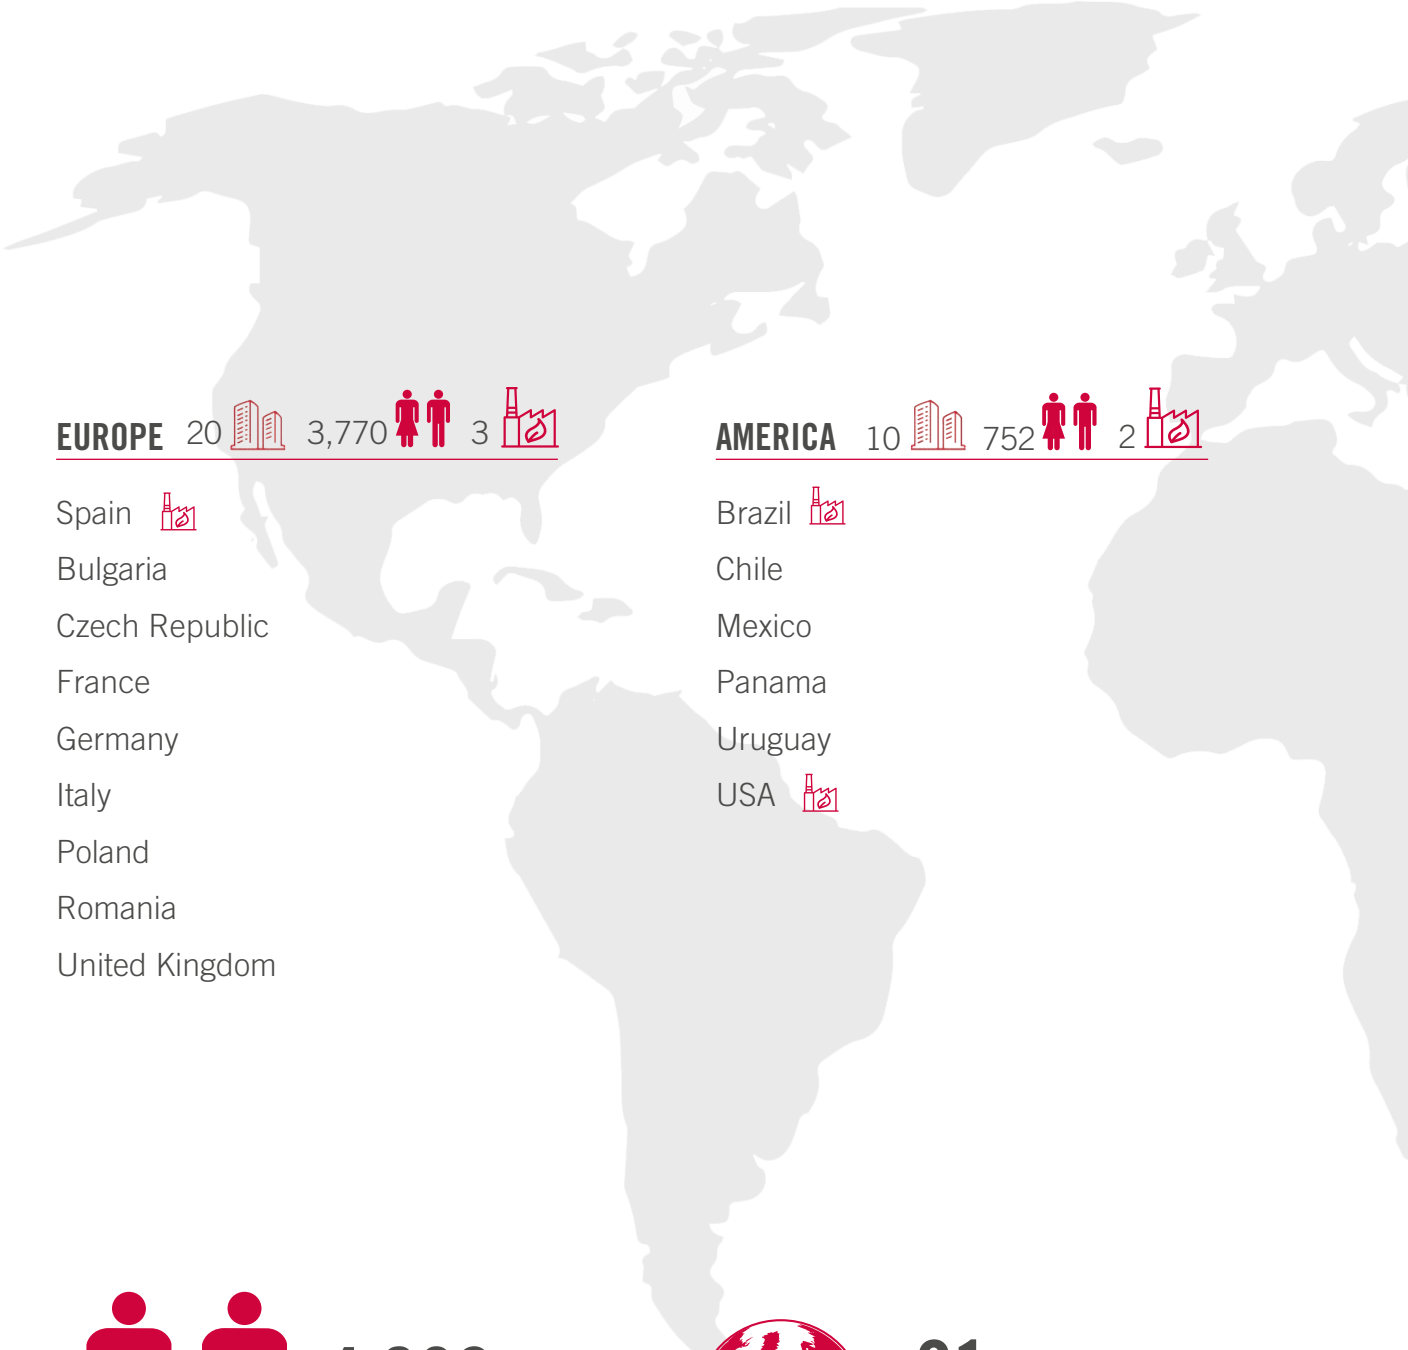 EUROPE 20 3,770 3
Spain
Bulgaria
Czech Republic
France
Germany
Italy
Poland
Romania
United Kingdom
AMERICA 10 752 2
Brazil
Chile
Mexico
Panama
Uruguay
USA